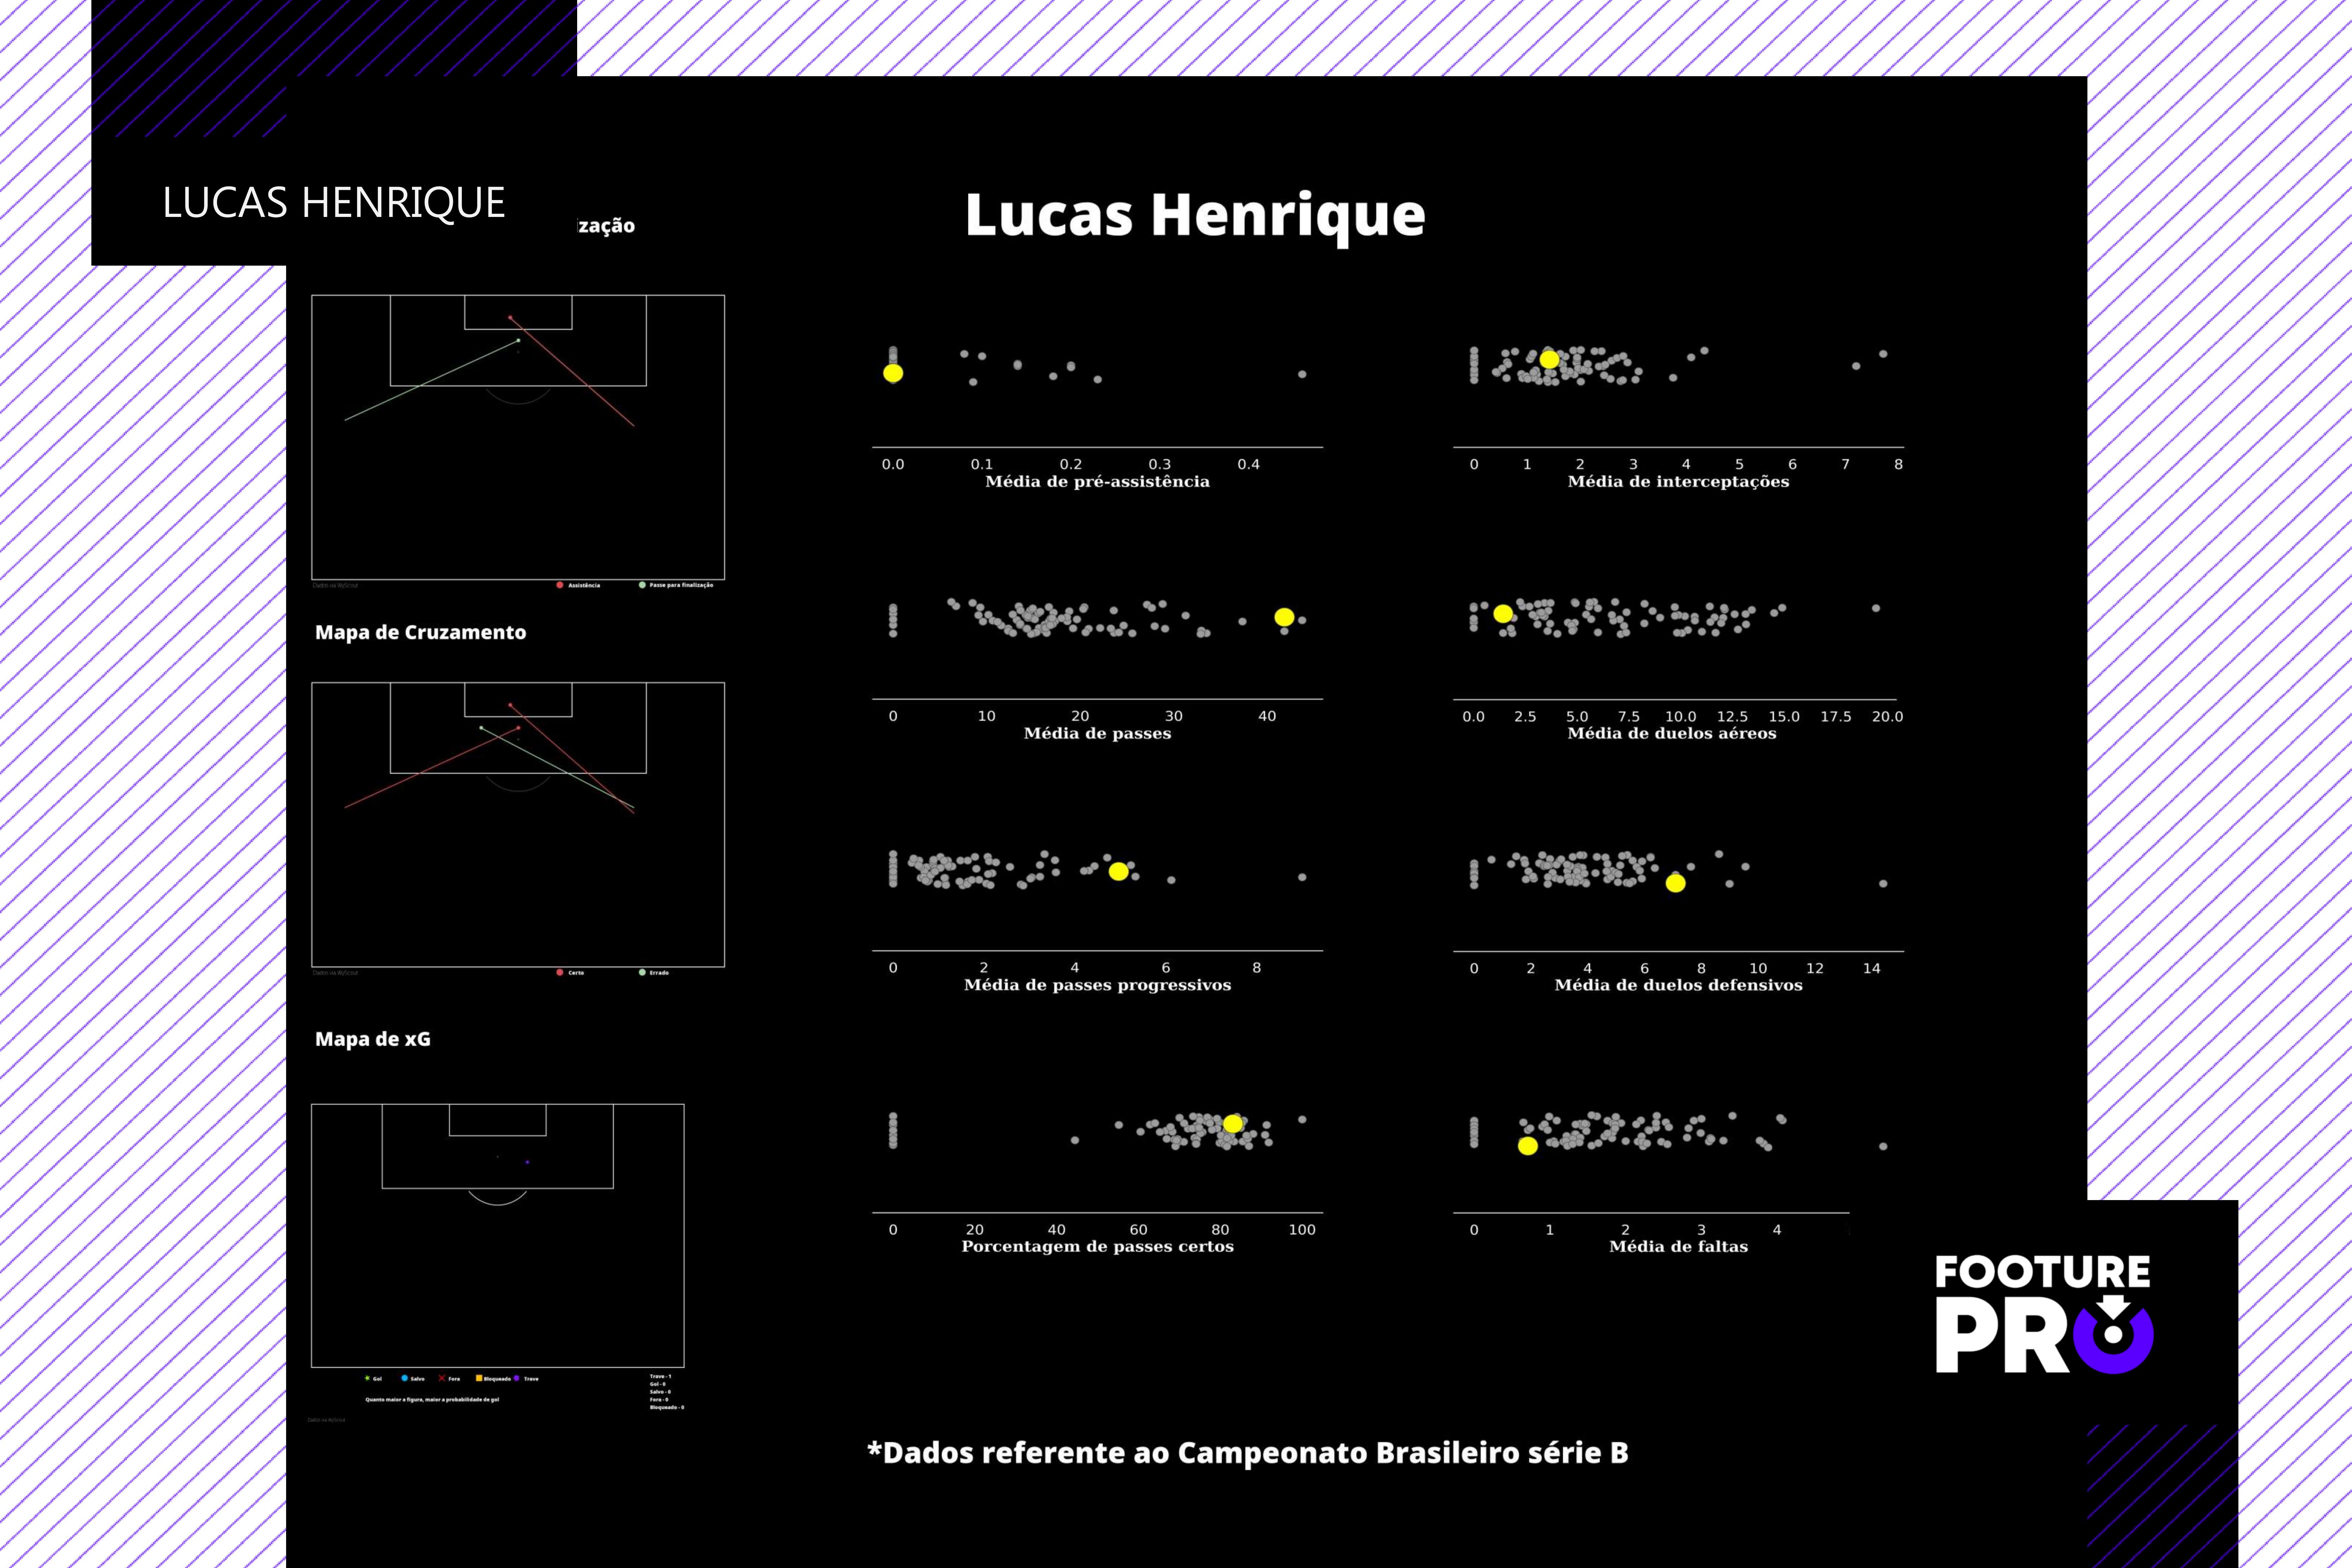 LUCAS HENRIQUE
ização
Lucas Henrique
Dados via WyScout
Assistência
Passe para finalização
Mapa de Cruzamento
Dados via WyScout
Certo
Errado
Mapa de xG
Gol
Salvo
Fora
Bloqueado
Trave
Quanto maior a figura, maior a probabilidade de gol
Trave - 1
Gol - 0
Salvo - 0
Fora - 0
Bloqueado - 0
Dados via WyScout
0.0 0.1 0.2 0.3 0.4
Média de pré-assistência
0 1 2 3 4 5 6 7 8
Média de interceptações
0 10 20 30 40
Média de passes
0.0 2.5 5.0 7.5 10.0 12.5 15.0 17.5 20.0
Média de duelos aéreos
0 2 4 6 8
Média de passes progressivos
0 2 4 6 8 10 12 14
Média de duelos defensivos
0 20 40 60 80 100
Porcentagem de passes certos
0 1 2 3 4
Média de faltas
FOOTURE
PRO
*Dados referente ao Campeonato Brasileiro série B